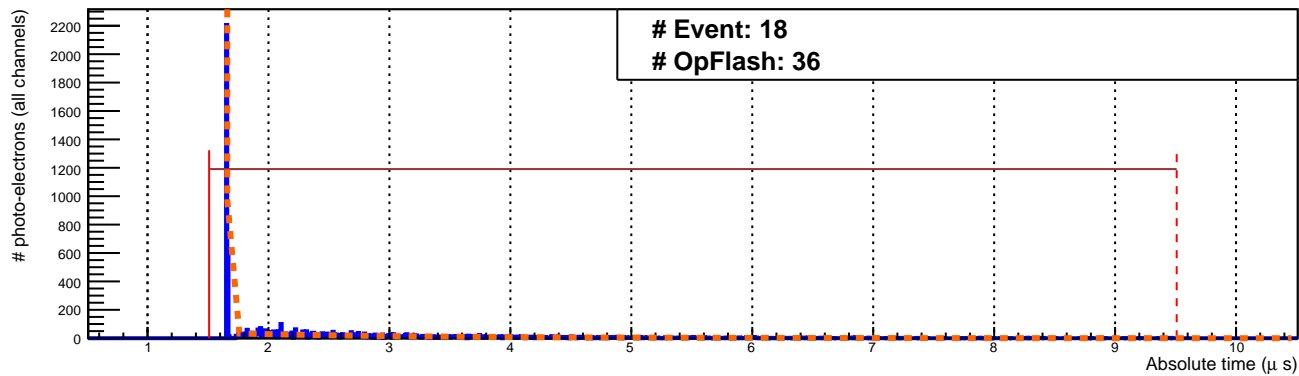 # Event: 18
# OpFlash: 36
# photo-electrons (all channels)
2200
2000
1800
1600
1400
1200
1000
800
600
400
200
0
1 2 3 4 5 6 7 8 9 10
Absolute time (μ s)